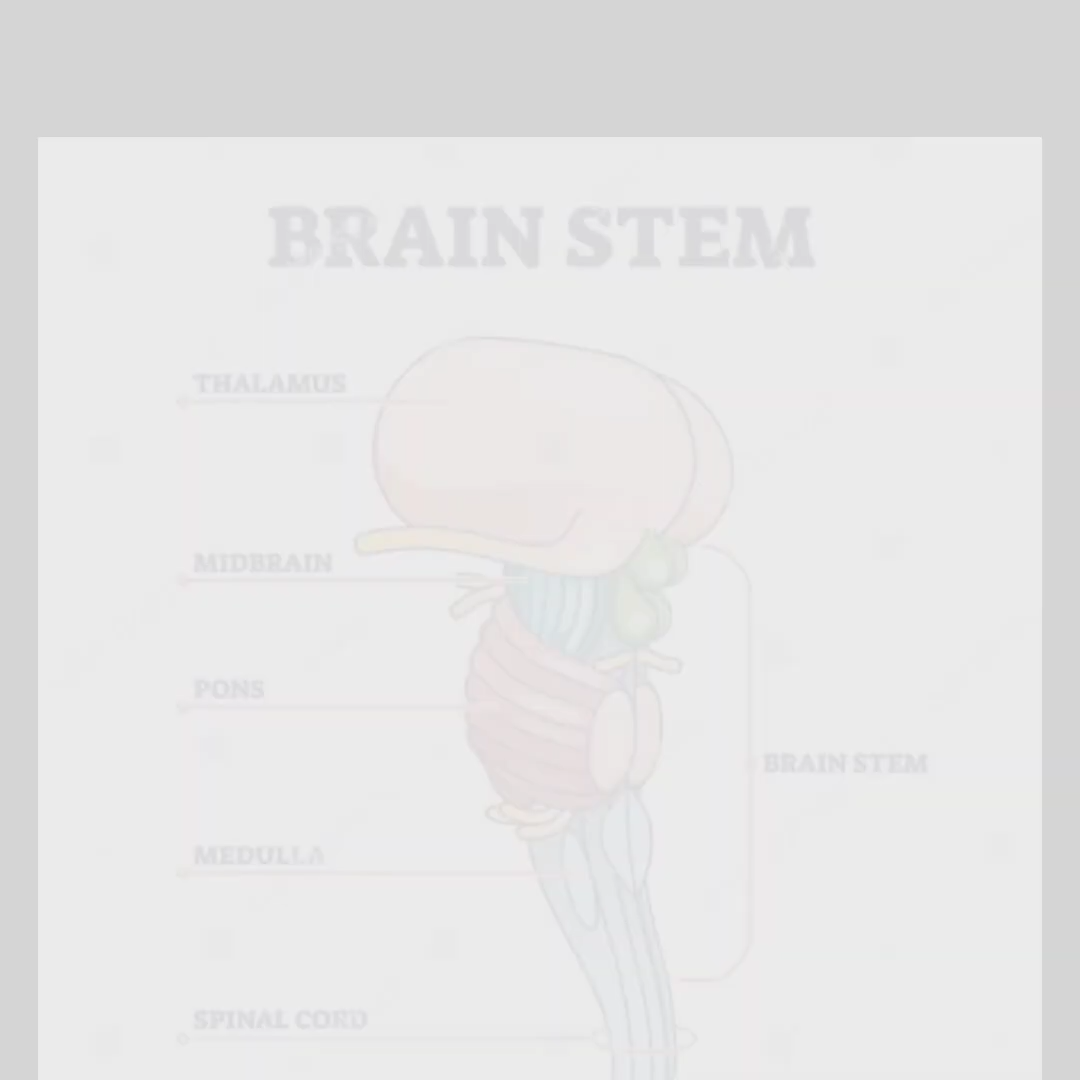 BRAIN STEM
THALAMUS
MIDBRAIN
PONS
BRAIN STEM
MEDULLA
SPINAL CORD